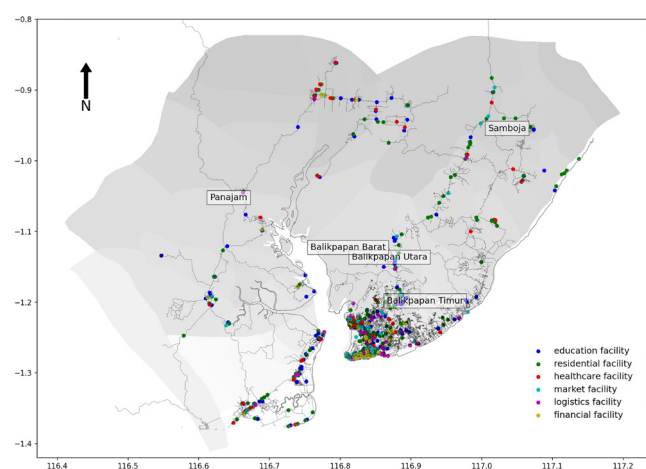 −0.8
−0.9
−1.0
−1.1
−1.2
−1.3
−1.4
N
Samboja
Panajam
Balikpapan Barat
Balikpapan Utara
Balikpapan Timur
education facility
residential facility
healthcare facility
market facility
logistics facility
financial facility
116.4 116.5 116.6 116.7 116.8 116.9 117.0 117.1 117.2